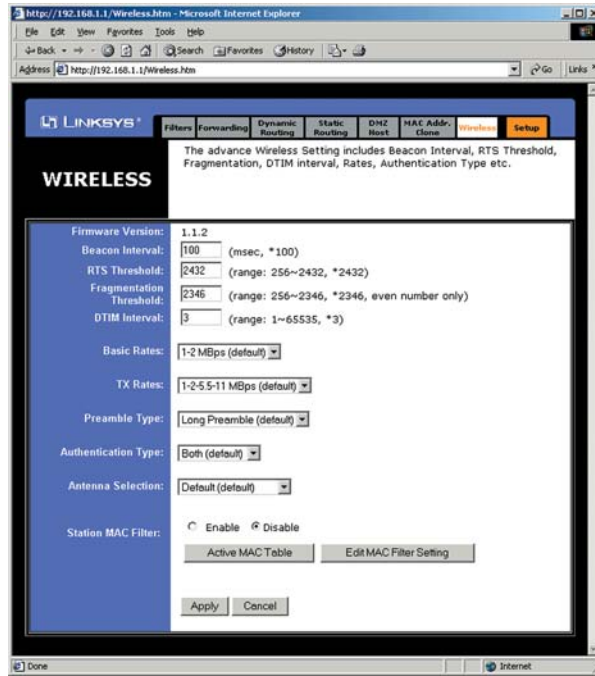 http://192.168.1.1/Wireless.htm - Microsoft Internet Explorer
File Edit View Favorites Tools Help
Back Search Favorites History
Address http://192.168.1.1/Wireless.htm Go Links
LINKSYS Filters Forwarding Dynamic Routing Static Routing DMZ Host MAC Addr. Clone Wireless Setup
WIRELESS
The advance Wireless Setting includes Beacon Interval, RTS Threshold,
Fragmentation, DTIM interval, Rates, Authentication Type etc.
Firmware Version: 1.1.2
Beacon Interval: 100 (msec, *100)
RTS Threshold: 2432 (range: 256~2432, *2432)
Fragmentation Threshold: 2346 (range: 256~2346, *2346, even number only)
DTIM Interval: 3 (range: 1~65535, *3)
Basic Rates: 1-2 MBps (default)
TX Rates: 1-2-5.5-11 MBps (default)
Preamble Type: Long Preamble (default)
Authentication Type: Both (default)
Antenna Selection: Default (default)
Station MAC Filter: Enable Disable
Active MAC Table Edit MAC Filter Setting
Apply Cancel
Done Internet